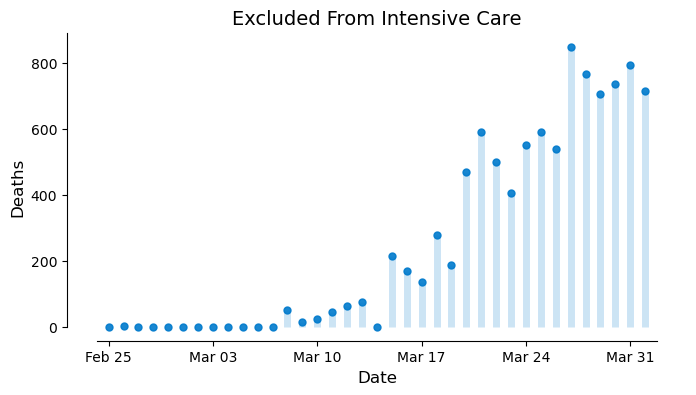 Excluded From Intensive Care
800
600
400
200
0
Deaths
Feb 25 Mar 03 Mar 10 Mar 17 Mar 24 Mar 31
Date